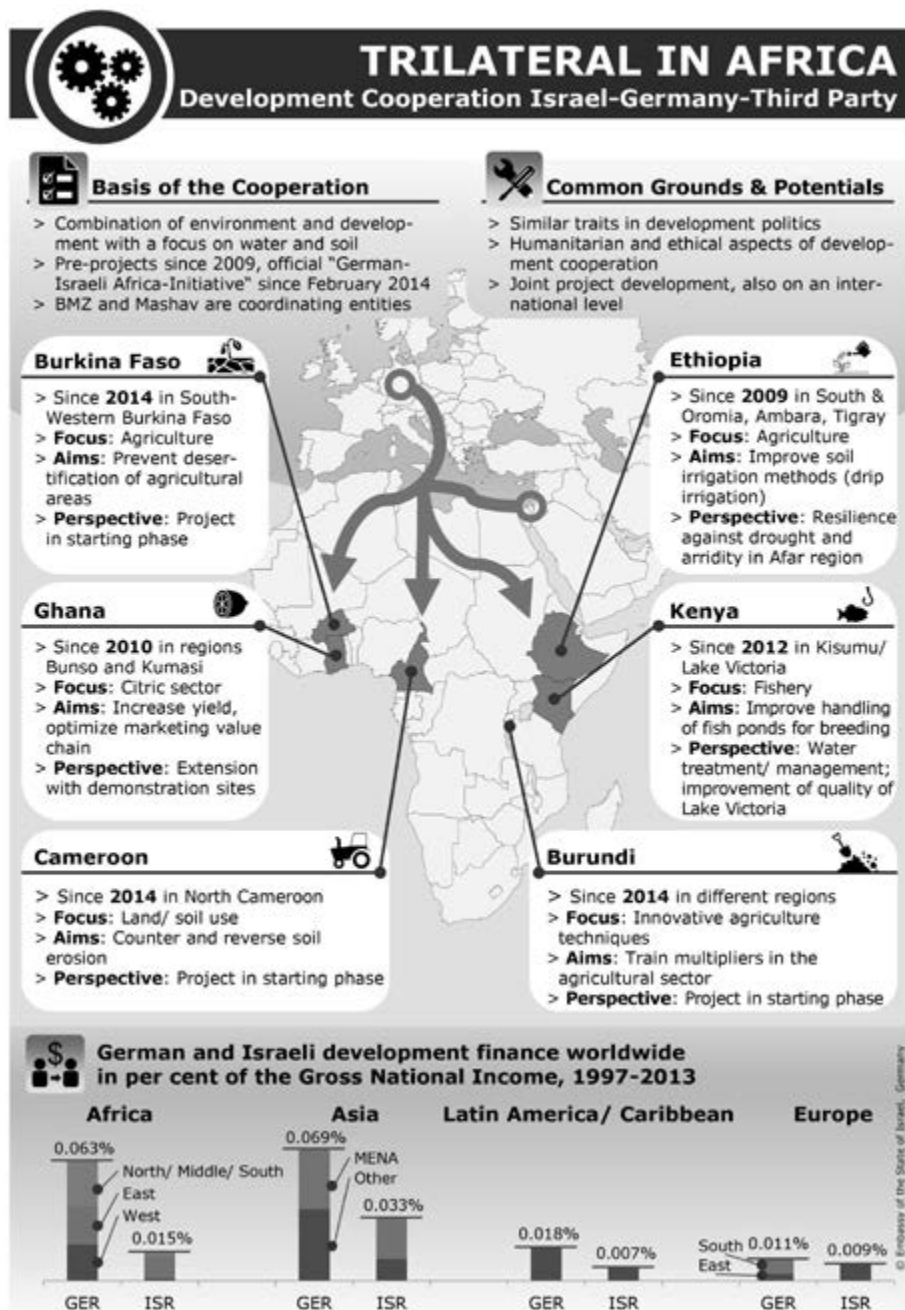 TRILATERAL IN AFRICA
Development Cooperation Israel-Germany-Third Party
Basis of the Cooperation
> Combination of environment and develop-
ment with a focus on water and soil
> Pre-projects since 2009, official "German-
Israeli Africa-Initiative" since February 2014
> BMZ and Mashav are coordinating entities
Common Grounds & Potentials
> Similar traits in development politics
> Humanitarian and ethical aspects of develop-
ment cooperation
> Joint project development, also on an inter-
national level
Burkina Faso
> Since 2014 in South-
Western Burkina Faso
> Focus: Agriculture
> Aims: Prevent deser-
tification of agricultural
areas
> Perspective: Project
in starting phase
Ethiopia
> Since 2009 in South &
Oromia, Ambara, Tigray
> Focus: Agriculture
> Aims: Improve soil
irrigation methods (drip
irrigation)
> Perspective: Resilience
against drought and
arridity in Afar region
Ghana
> Since 2010 in regions
Bunso and Kumasi
> Focus: Citric sector
> Aims: Increase yield,
optimize marketing value
chain
> Perspective: Extension
with demonstration sites
Kenya
> Since 2012 in Kisumu/
Lake Victoria
> Focus: Fishery
> Aims: Improve handling
of fish ponds for breeding
> Perspective: Water
treatment/ management;
improvement of quality of
Lake Victoria
Cameroon
> Since 2014 in North Cameroon
> Focus: Land/ soil use
> Aims: Counter and reverse soil
erosion
> Perspective: Project in starting phase
Burundi
> Since 2014 in different regions
> Focus: Innovative agriculture
techniques
> Aims: Train multipliers in the
agricultural sector
> Perspective: Project in starting phase
$
German and Israeli development finance worldwide
in per cent of the Gross National Income, 1997-2013
Africa
0.063%
North/ Middle/ South
East
West
0.015%
GER ISR
Asia
0.069%
MENA
Other
0.033%
GER ISR
Latin America/ Caribbean
0.018%
0.007%
GER ISR
Europe
South
East
0.011%
0.009%
GER ISR
© Embassy of the State of Israel, Germany